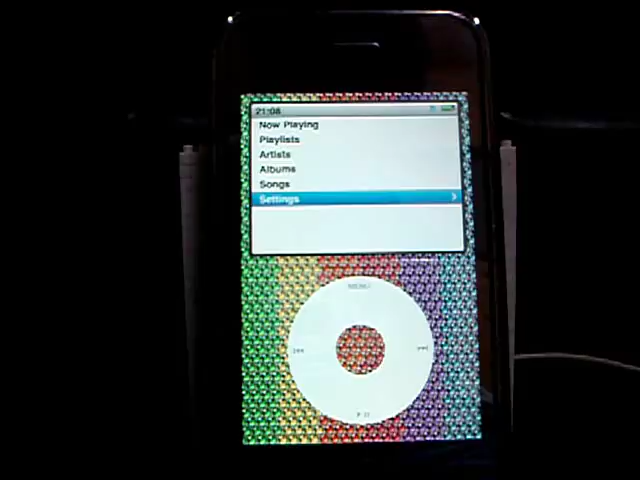 21:08
Now Playing
Playlists
Artists
Albums
Songs
Settings
MENU